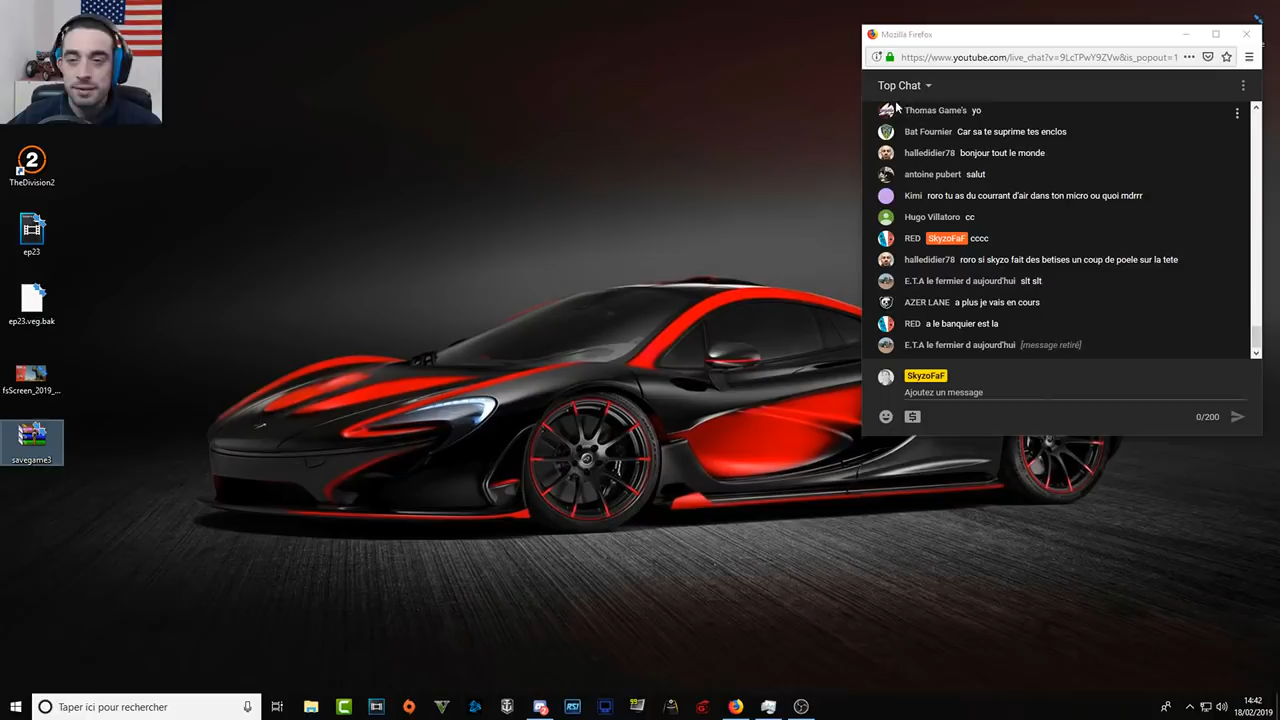 Mozilla Firefox
https://www.youtube.com/live_chat?v=9LcTPwY9ZVw&is_popout=1
Top Chat
Thomas Game's yo
Bat Fournier Car sa te suprime tes enclos
halledidier78 bonjour tout le monde
antoine pubert salut
Kimi roro tu as du courrant d'air dans ton micro ou quoi mdrrr
Hugo Villatoro cc
RED SkyzoFaF cccc
halledidier78 roro si skyzo fait des betises un coup de poele sur la tete
E.T.A le fermier d aujourd'hui slt slt
AZER LANE a plus je vais en cours
RED a le banquier est la
E.T.A le fermier d aujourd'hui [message retiré]
SkyzoFaF
Ajoutez un message
0/200
2
TheDivision2
ep23
ep23.veg.bak
fsScreen_2019_...
savegame3
Taper ici pour rechercher
RSI
14:42
18/02/2019